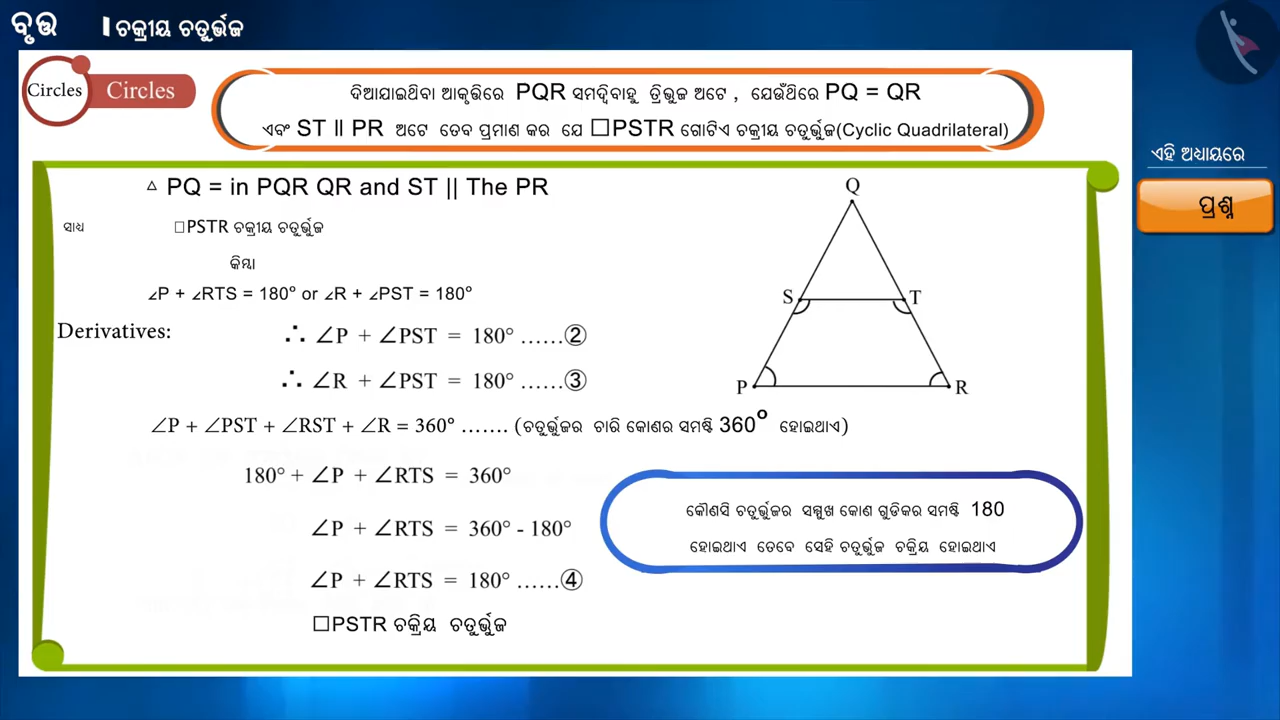 ବୃତ୍ତ | ଚକ୍ରୀୟ ଚତୁର୍ଭୁଜ
Circles Circles
ଦିଆଯାଇଥିବା ଆକୃତିରେ PQR ସମଦ୍ୱିବାହୁ ତ୍ରିଭୁଜ ଅଟେ , ଯେଉଁଥିରେ PQ = QR
ଏବଂ ST ll PR ଅଟେ ତେବ ପ୍ରମାଣ କର ଯେ □PSTR ଗୋଟିଏ ଚକ୍ରୀୟ ଚତୁର୍ଭୁଜ(Cyclic Quadrilateral)
ଏହି ଅଧ୍ୟାୟରେ
ପ୍ରଶ୍ନ
△ PQ = in PQR QR and ST || The PR
ସାଧ୍ୟ □PSTR ଚକ୍ରୀୟ ଚତୁର୍ଭୁଜ
କିମ୍ୱା
∠P + ∠RTS = 180° or ∠R + ∠PST = 180°
Derivatives: ∴ ∠P + ∠PST = 180° ......②
∴ ∠R + ∠PST = 180° ......③
∠P + ∠PST + ∠RST + ∠R = 360° ....... (ଚତୁର୍ଭୁଜର ଚାରି କୋଣର ସମଷ୍ଟି 360° ହୋଇଥାଏ)
180° + ∠P + ∠RTS = 360°
∠P + ∠RTS = 360° - 180°
∠P + ∠RTS = 180° ......④
□PSTR ଚକ୍ରିୟ ଚତୁର୍ଭୁଜ
Q
S T
P R
କୌଣସି ଚତୁର୍ଭୁଜର ସମ୍ମୁଖ କୋଣ ଗୁଡିକର ସମଷ୍ଟି 180
ହୋଇଥାଏ ତେବେ ସେହି ଚତୁର୍ଭୁଜ ଚକ୍ରିୟ ହୋଇଥାଏ